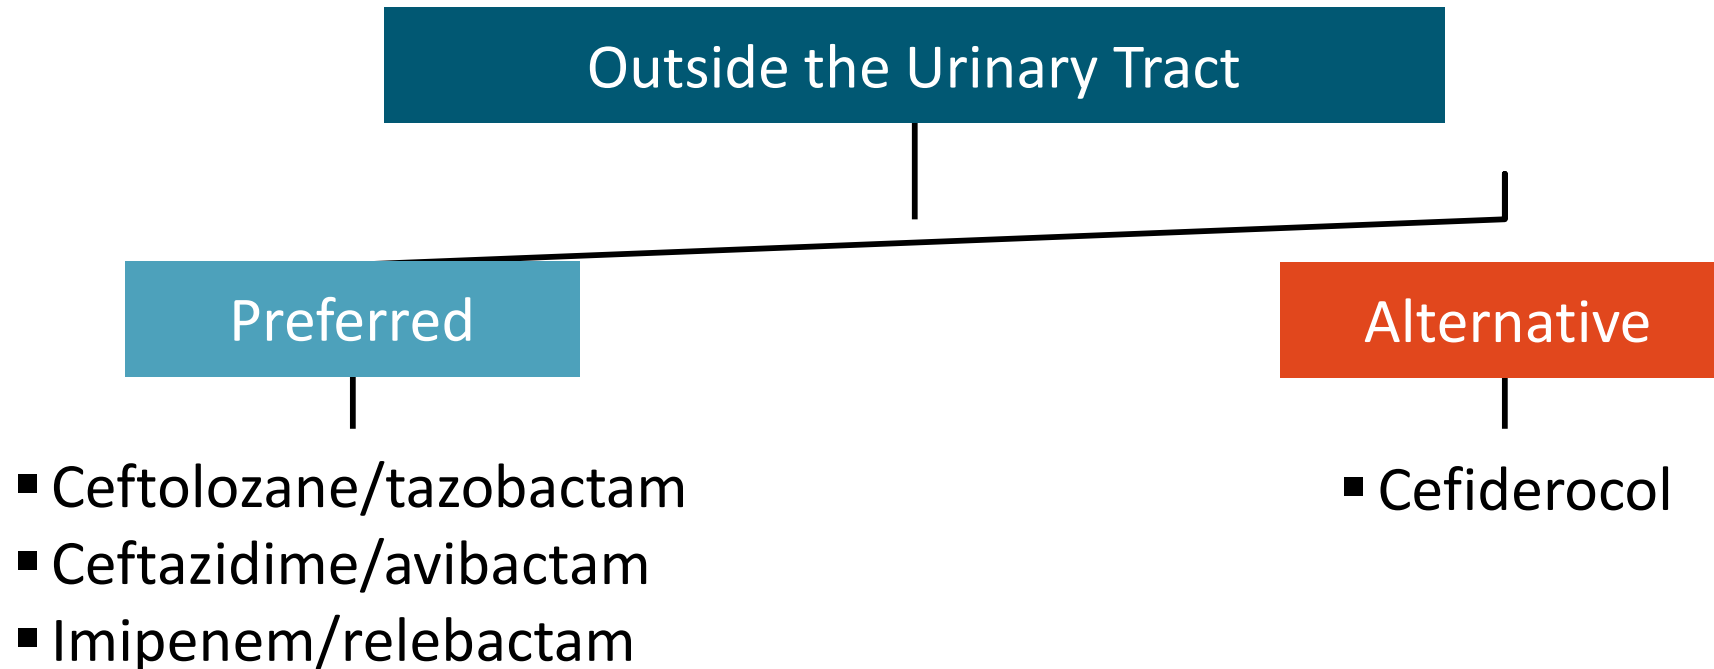 Outside the Urinary Tract
Preferred
▪ Ceftolozane/tazobactam
▪ Ceftazidime/avibactam
▪ Imipenem/relebactam
Alternative
▪ Cefiderocol